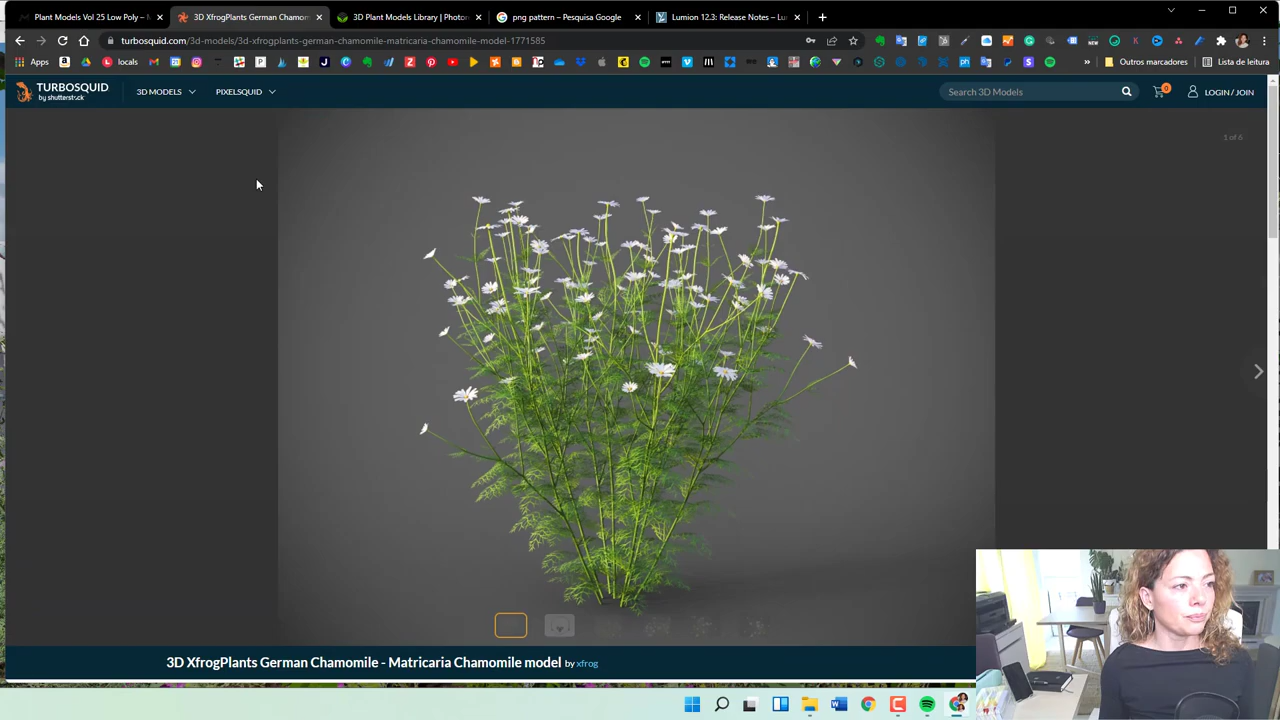 Plant Models Vol 25 Low Poly –
3D XfrogPlants German Chamom
3D Plant Models Library | Photor
png pattern – Pesquisa Google
Lumion 12.3: Release Notes – Lu
turbosquid.com/3d-models/3d-xfrogplants-german-chamomile-matricaria-chamomile-model-1771585
Apps
locals
Outros marcadores
Lista de leitura
TURBOSQUID
by shutterstock
3D MODELS
PIXELSQUID
Search 3D Models
0
LOGIN / JOIN
1 of 6
3D XfrogPlants German Chamomile - Matricaria Chamomile model by xfrog